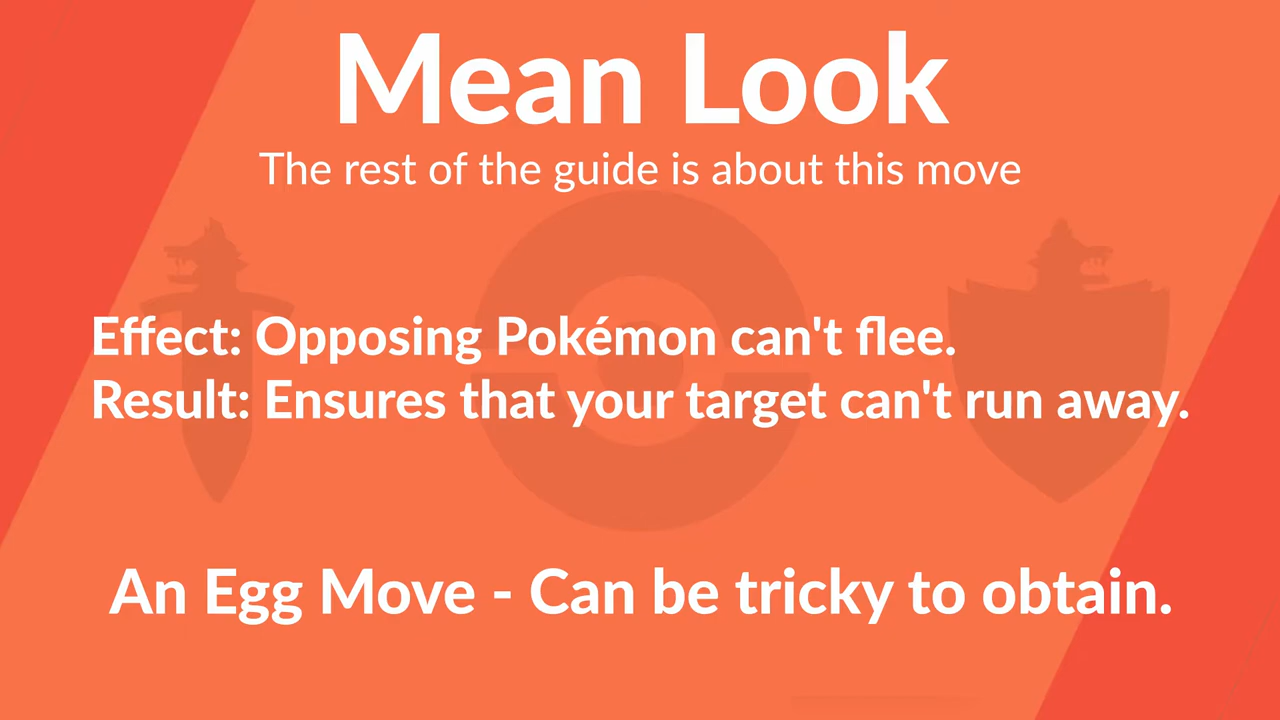 Mean Look
The rest of the guide is about this move
Effect: Opposing Pokémon can't flee.
Result: Ensures that your target can't run away.
An Egg Move - Can be tricky to obtain.